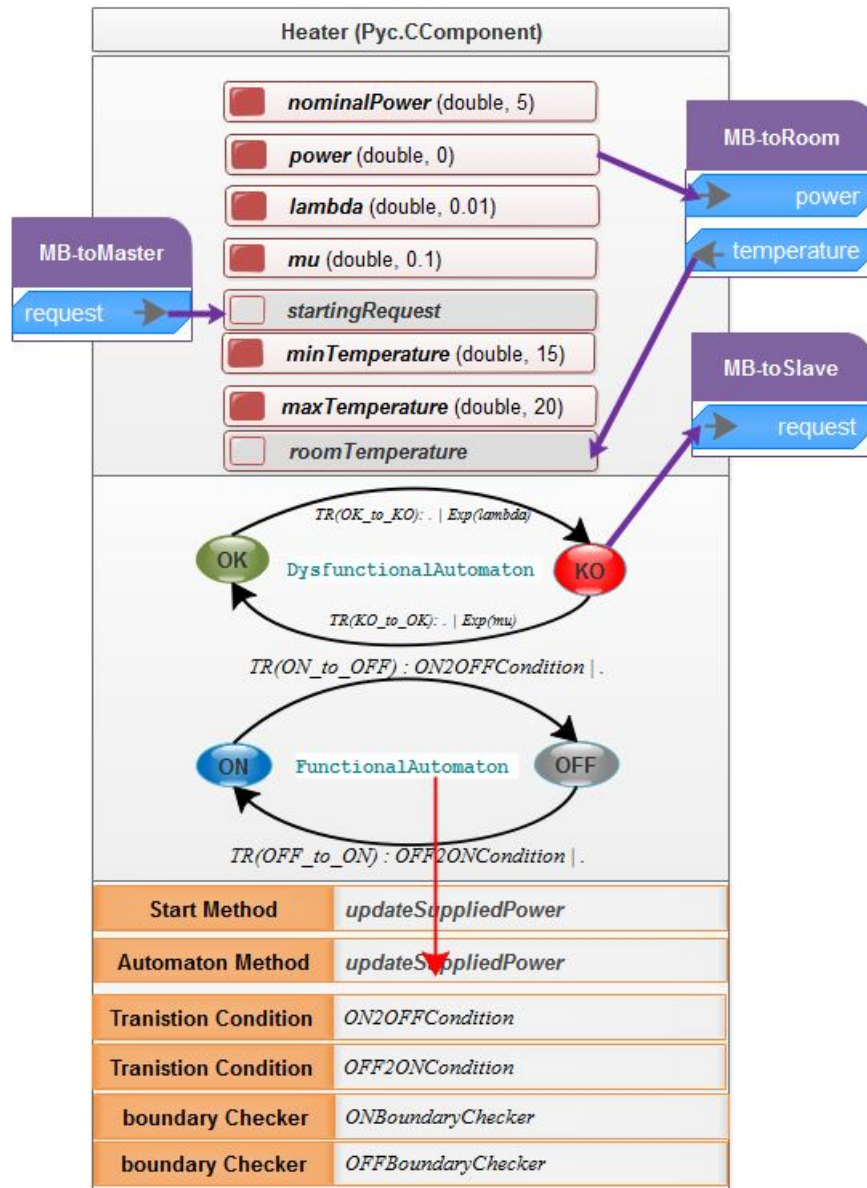 Heater (Pyc.CComponent)
nominalPower (double, 5)
power (double, 0)
lambda (double, 0.01)
mu (double, 0.1)
startingRequest
minTemperature (double, 15)
maxTemperature (double, 20)
roomTemperature
MB-toMaster
request
MB-toRoom
power
temperature
MB-toSlave
request
TR(OK_to_KO): . | Exp(lambda)
OK
DysfunctionalAutomaton
KO
TR(KO_to_OK): . | Exp(mu)
TR(ON_to_OFF) : ON2OFFCondition | .
ON
FunctionalAutomaton
OFF
TR(OFF_to_ON) : OFF2ONCondition | .
Start Method updateSuppliedPower
Automaton Method updateSuppliedPower
Tranistion Condition ON2OFFCondition
Tranistion Condition OFF2ONCondition
boundary Checker ONBoundaryChecker
boundary Checker OFFBoundaryChecker